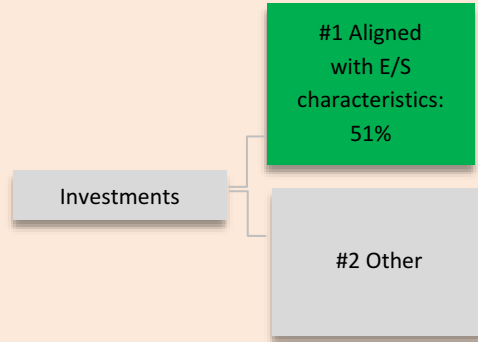 #1 Aligned
with E/S
characteristics:
51%
Investments
#2 Other